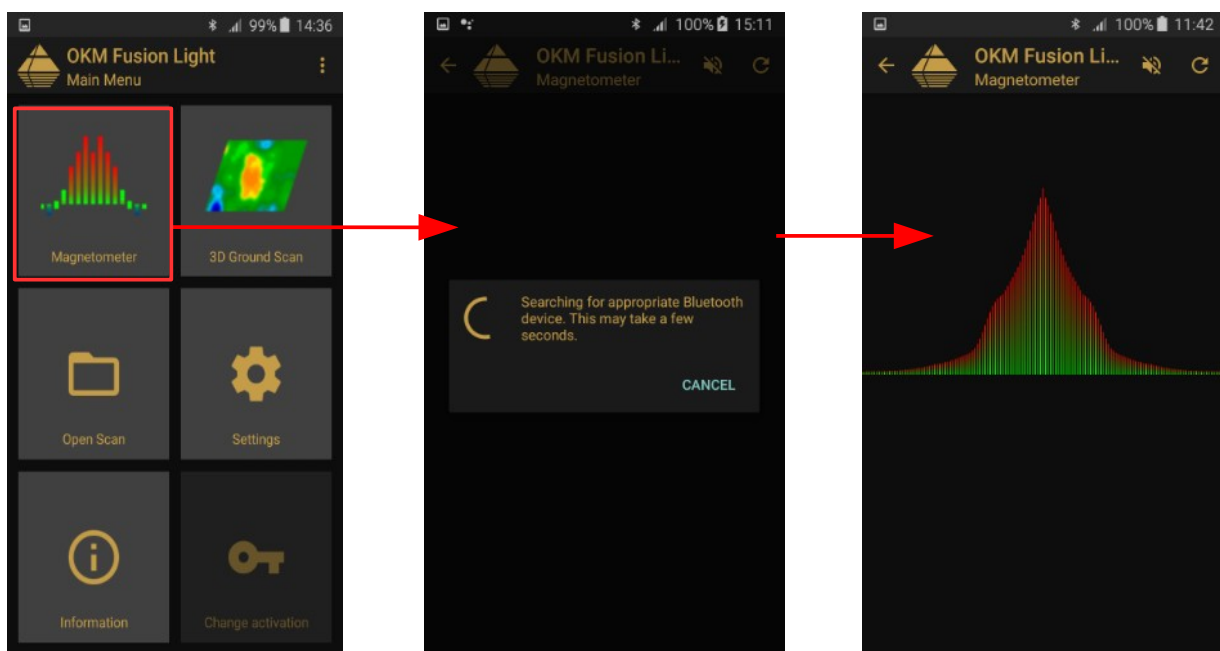 99% 14:36
OKM Fusion Light
Main Menu
Magnetometer
3D Ground Scan
Open Scan
Settings
Information
Change activation
100% 15:11
OKM Fusion Li...
Magnetometer
Searching for appropriate Bluetooth
device. This may take a few
seconds.
CANCEL
100% 11:42
OKM Fusion Li...
Magnetometer